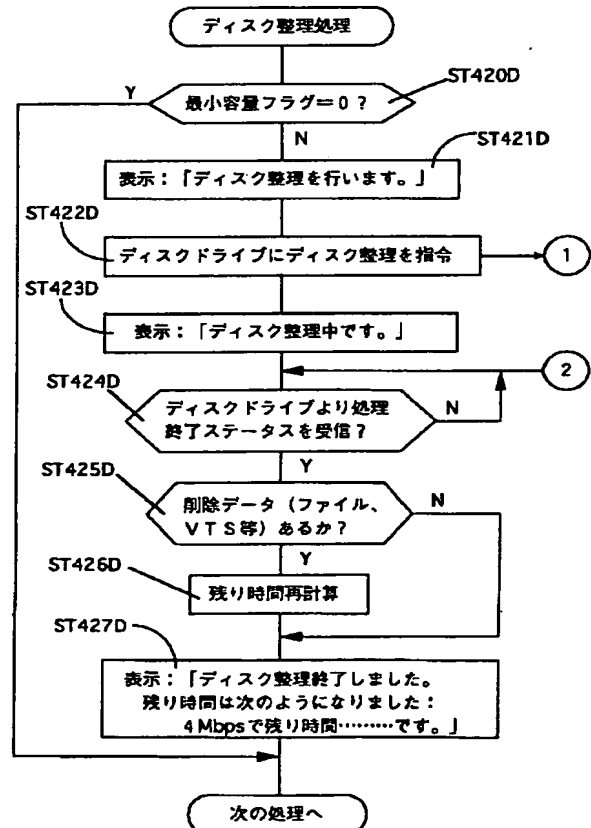 ディスク整理処理
ST420D
Y
最小容量フラグ=0?
N
ST421D
表示:「ディスク整理を行います。」
ST422D
ディスクドライブにディスク整理を指令
1
ST423D
表示:「ディスク整理中です。」
2
ST424D
ディスクドライブより処理
終了ステータスを受信?
N
Y
ST425D
削除データ(ファイル、
VTS等)あるか?
N
Y
ST426D
残り時間再計算
ST427D
表示:「ディスク整理終了しました。
残り時間は次のようになりました:
4Mbpsで残り時間………です。」
次の処理へ